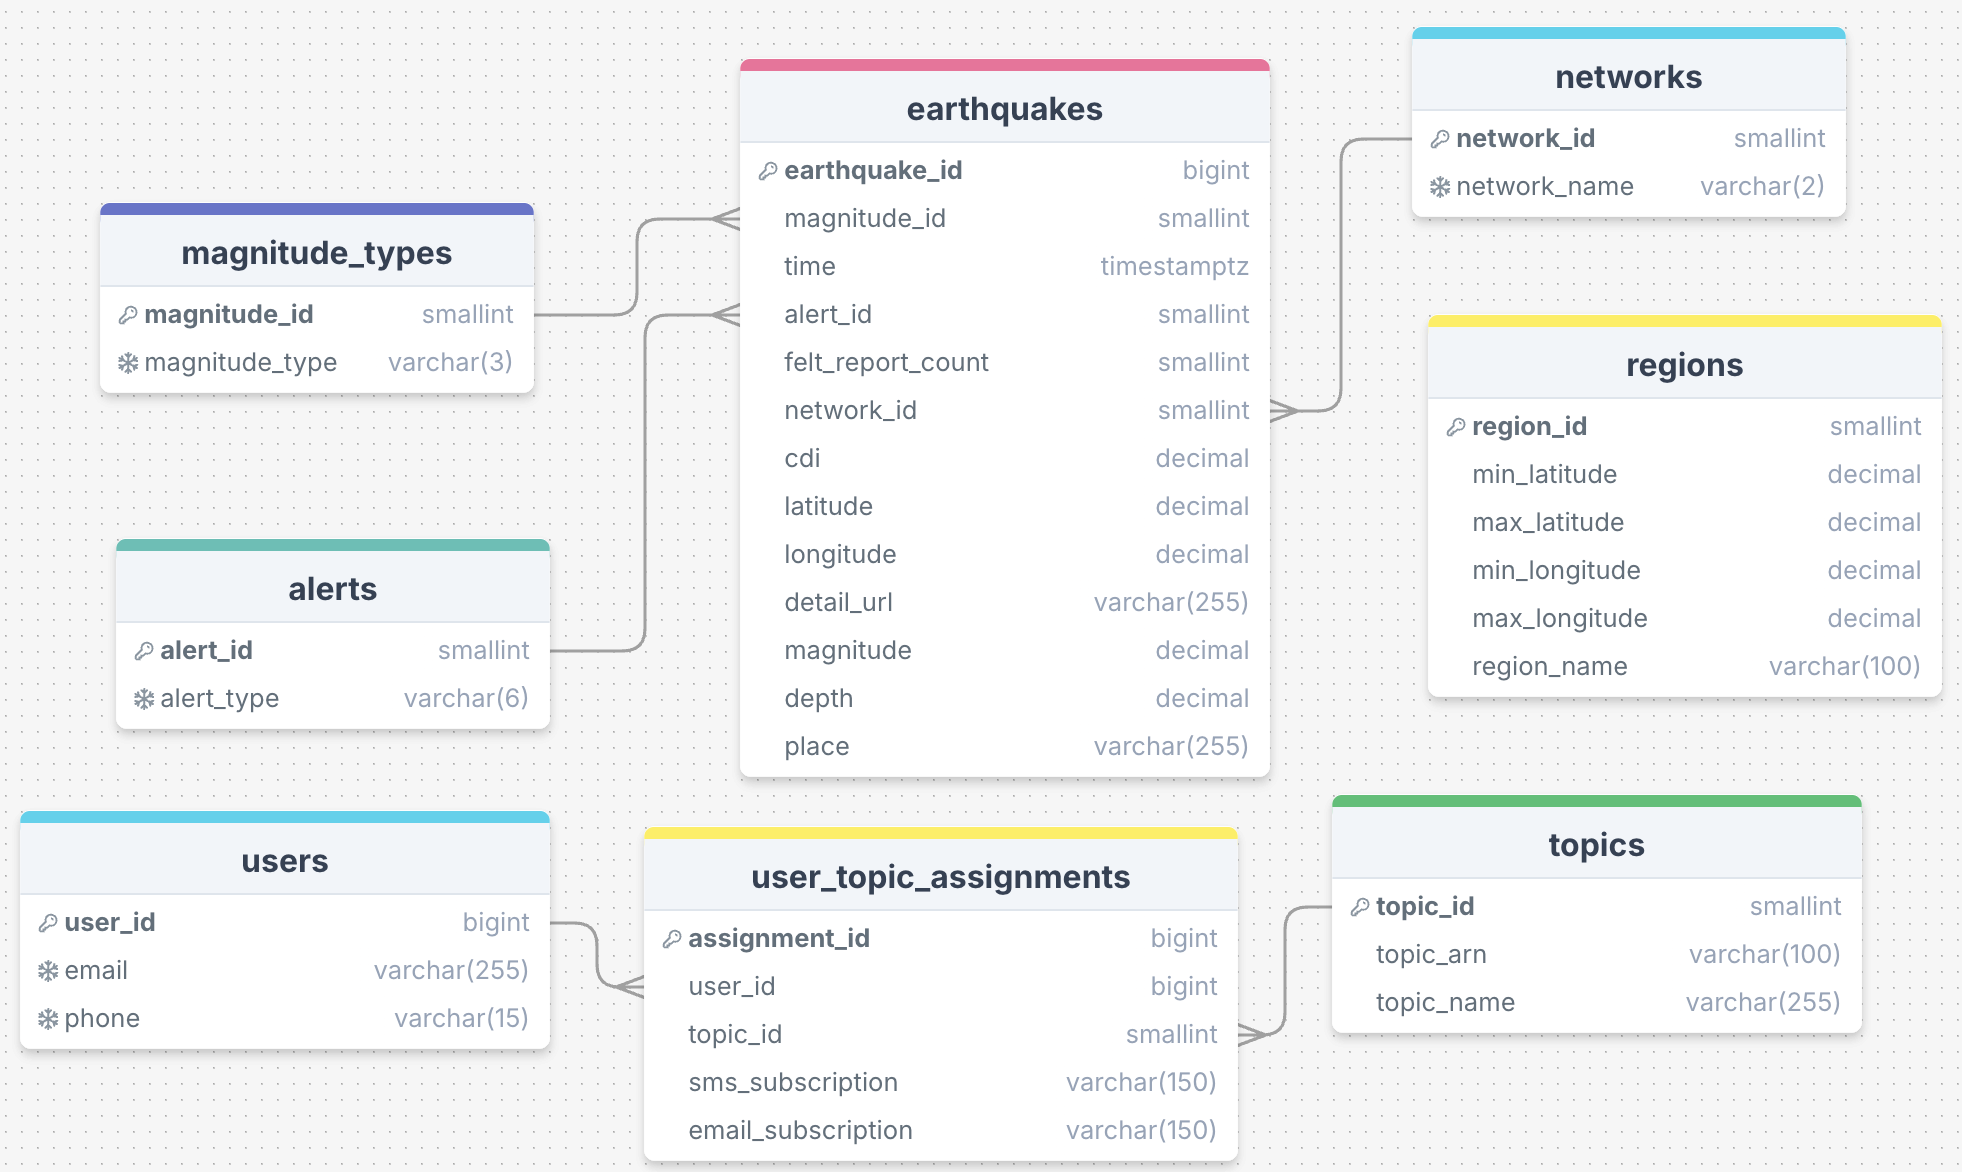 magnitude_types
magnitude_id smallint
magnitude_type varchar(3)
alerts
alert_id smallint
alert_type varchar(6)
earthquakes
earthquake_id bigint
magnitude_id smallint
time timestamptz
alert_id smallint
felt_report_count smallint
network_id smallint
cdi decimal
latitude decimal
longitude decimal
detail_url varchar(255)
magnitude decimal
depth decimal
place varchar(255)
networks
network_id smallint
network_name varchar(2)
regions
region_id smallint
min_latitude decimal
max_latitude decimal
min_longitude decimal
max_longitude decimal
region_name varchar(100)
users
user_id bigint
email varchar(255)
phone varchar(15)
user_topic_assignments
assignment_id bigint
user_id bigint
topic_id smallint
sms_subscription varchar(150)
email_subscription varchar(150)
topics
topic_id smallint
topic_arn varchar(100)
topic_name varchar(255)